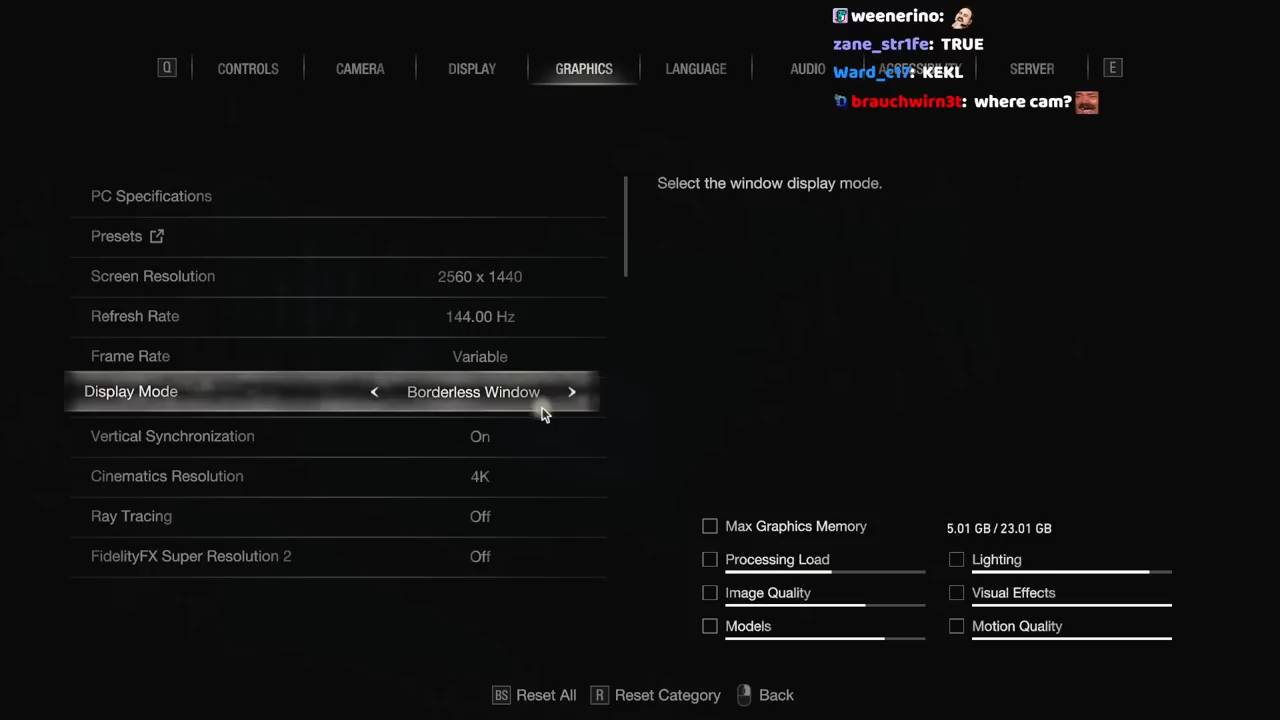 weenerino:
zane_str1fe: TRUE
Ward_e17: KEKL
brauchwirn3t: where cam?
Q CONTROLS CAMERA DISPLAY GRAPHICS LANGUAGE AUDIO ACCESSIBILITY SERVER E
PC Specifications
Presets
Screen Resolution 2560 x 1440
Refresh Rate 144.00 Hz
Frame Rate Variable
Display Mode Borderless Window
Vertical Synchronization On
Cinematics Resolution 4K
Ray Tracing Off
FidelityFX Super Resolution 2 Off
Select the window display mode.
Max Graphics Memory 5.01 GB / 23.01 GB
Processing Load Lighting
Image Quality Visual Effects
Models Motion Quality
BS Reset All R Reset Category Back